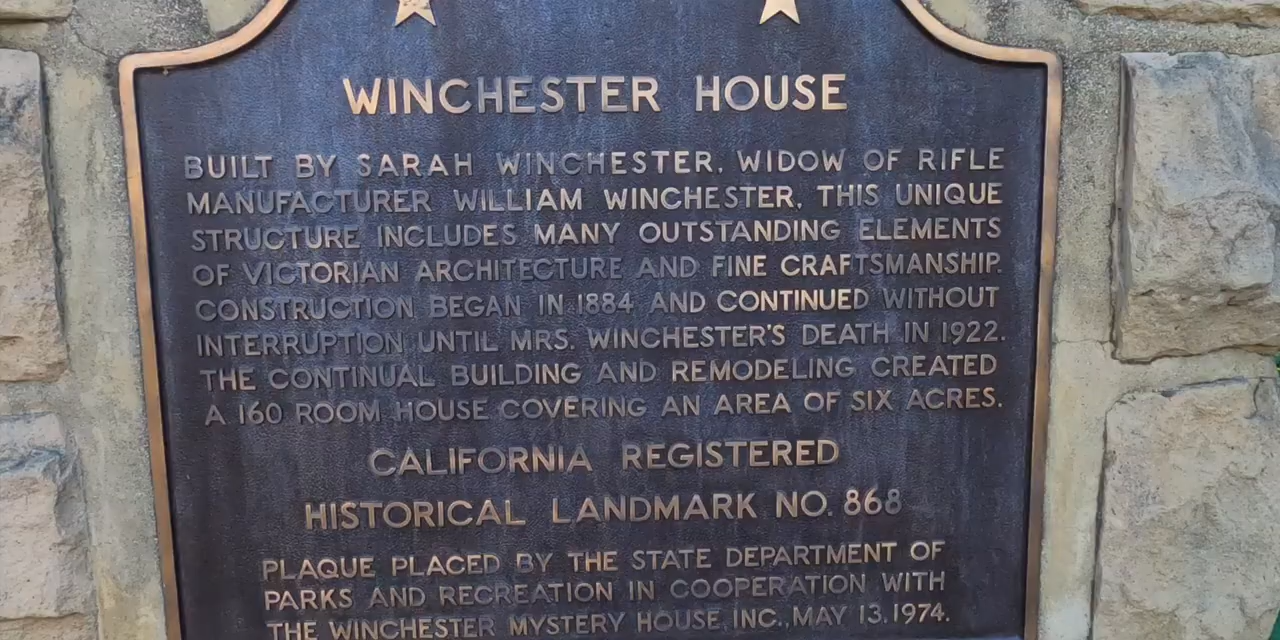 WINCHESTER HOUSE
BUILT BY SARAH WINCHESTER, WIDOW OF RIFLE
MANUFACTURER WILLIAM WINCHESTER, THIS UNIQUE
STRUCTURE INCLUDES MANY OUTSTANDING ELEMENTS
OF VICTORIAN ARCHITECTURE AND FINE CRAFTSMANSHIP.
CONSTRUCTION BEGAN IN 1884 AND CONTINUED WITHOUT
INTERRUPTION UNTIL MRS. WINCHESTER'S DEATH IN 1922.
THE CONTINUAL BUILDING AND REMODELING CREATED
A 160 ROOM HOUSE COVERING AN AREA OF SIX ACRES.
CALIFORNIA REGISTERED
HISTORICAL LANDMARK NO. 868
PLAQUE PLACED BY THE STATE DEPARTMENT OF
PARKS AND RECREATION IN COOPERATION WITH
THE WINCHESTER MYSTERY HOUSE, INC., MAY 13, 1974.